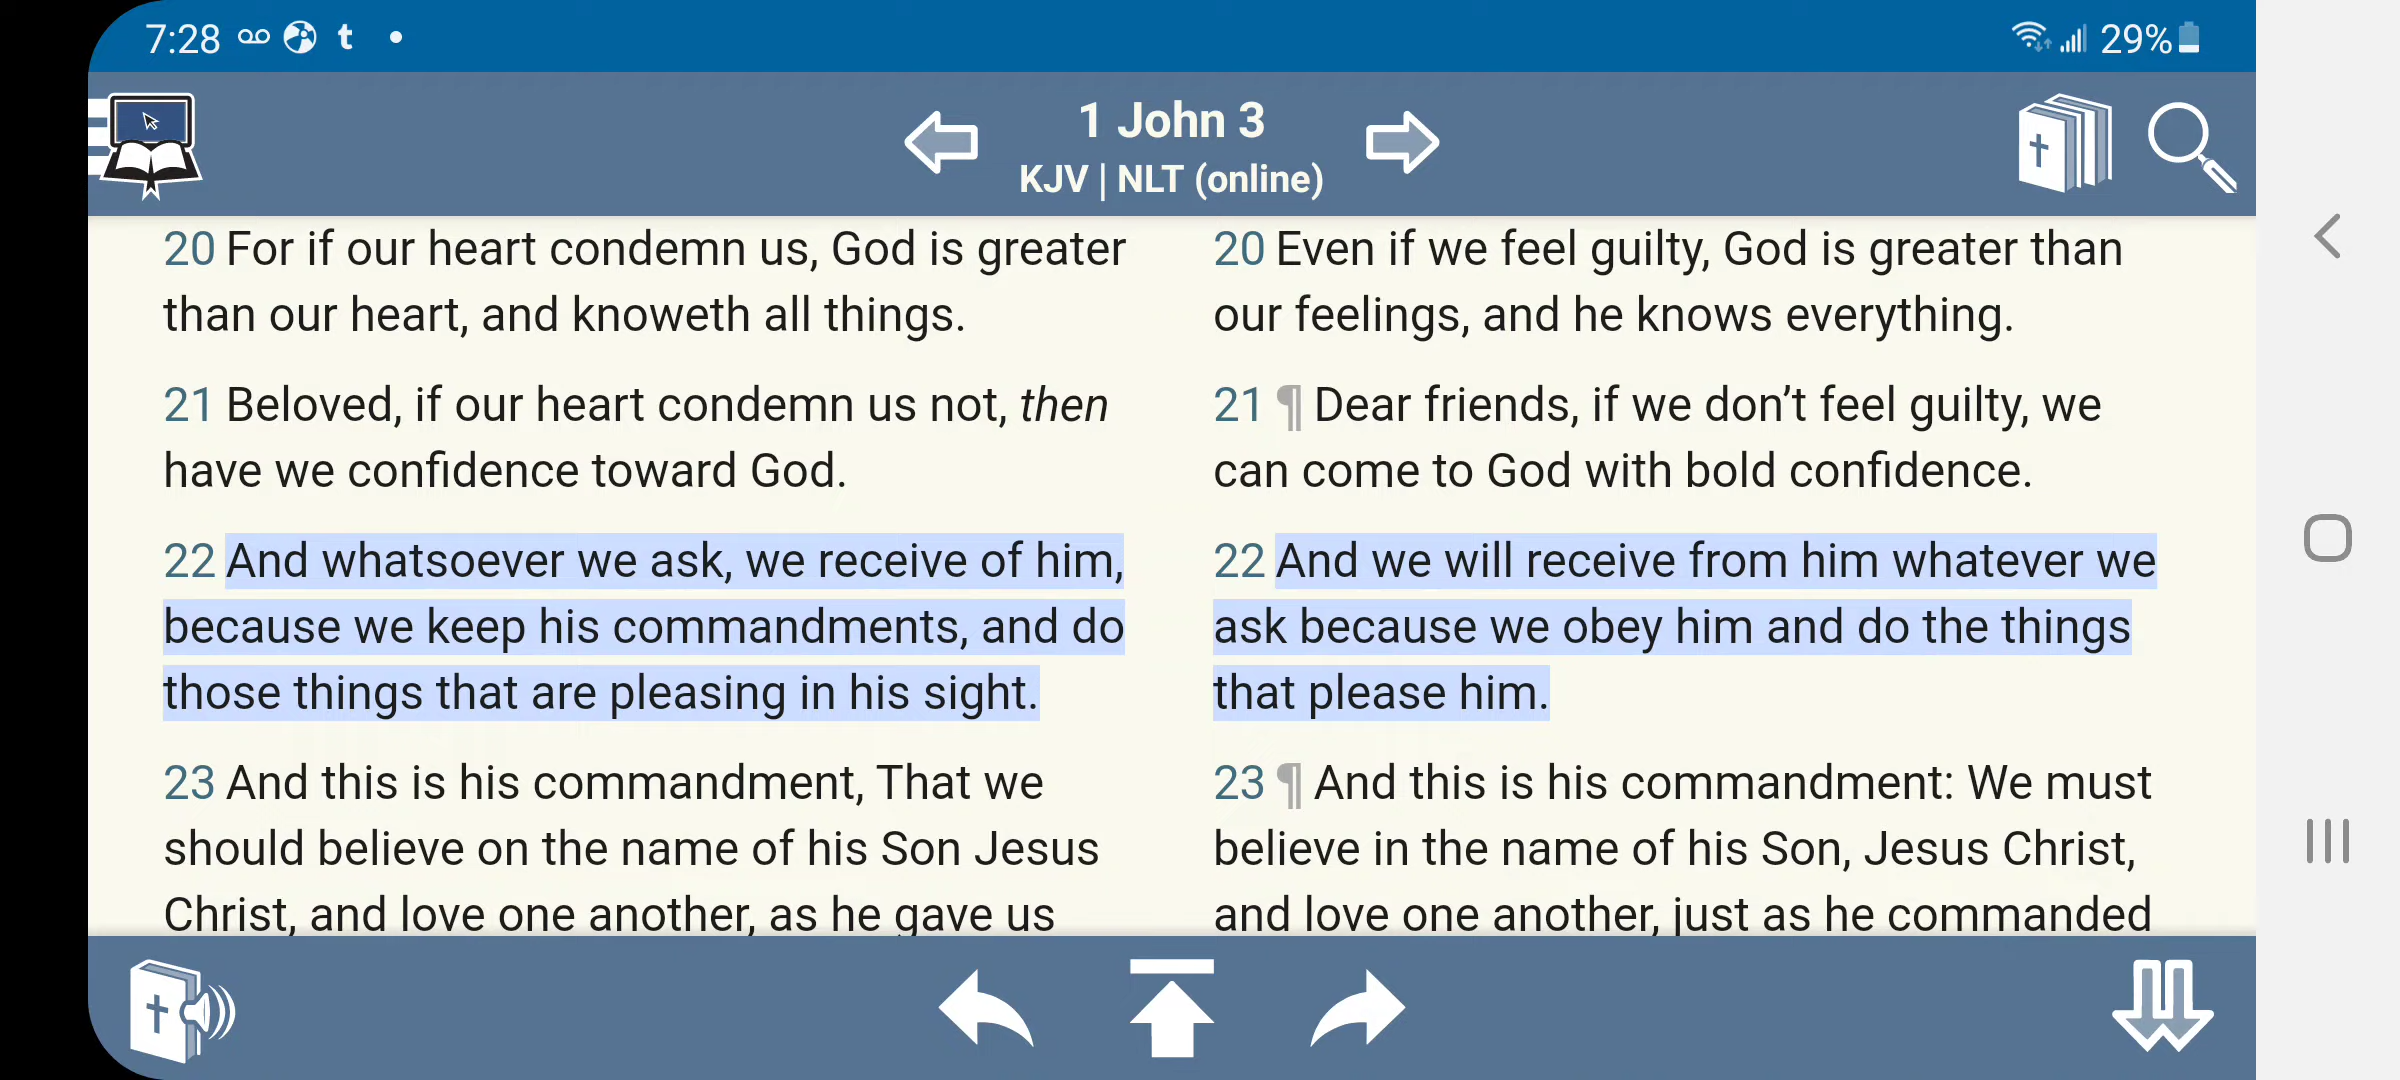 7:28 t 29%
1 John 3
KJV | NLT (online)
20 For if our heart condemn us, God is greater
than our heart, and knoweth all things.
21 Beloved, if our heart condemn us not, then
have we confidence toward God.
22 And whatsoever we ask, we receive of him,
because we keep his commandments, and do
those things that are pleasing in his sight.
23 And this is his commandment, That we
should believe on the name of his Son Jesus
Christ, and love one another, as he gave us
20 Even if we feel guilty, God is greater than
our feelings, and he knows everything.
21 ¶ Dear friends, if we don’t feel guilty, we
can come to God with bold confidence.
22 And we will receive from him whatever we
ask because we obey him and do the things
that please him.
23 ¶ And this is his commandment: We must
believe in the name of his Son, Jesus Christ,
and love one another, just as he commanded